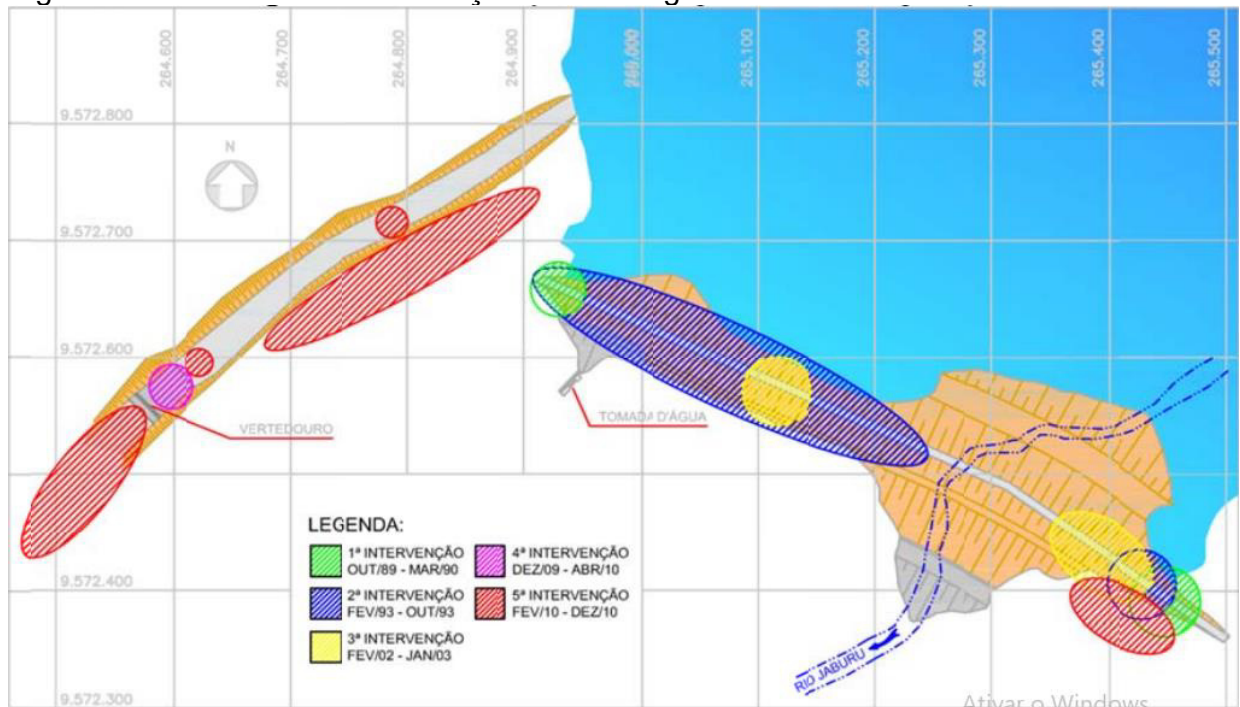 264.600
264.700
264.800
264.900
265.100
265.200
265.300
265.400
265.500
9.572.800
N
9.572.700
9.572.600
VERTEDOURO
TOMADA D'ÁGUA
LEGENDA:
1ª INTERVENÇÃO
OUT/89 - MAR/90
2ª INTERVENÇÃO
FEV/93 - OUT/93
3ª INTERVENÇÃO
FEV/02 - JAN/03
4ª INTERVENÇÃO
DEZ/09 - ABR/10
5ª INTERVENÇÃO
FEV/10 - DEZ/10
9.572.400
RIO JABURU
9.572.300
Ativar o Windows